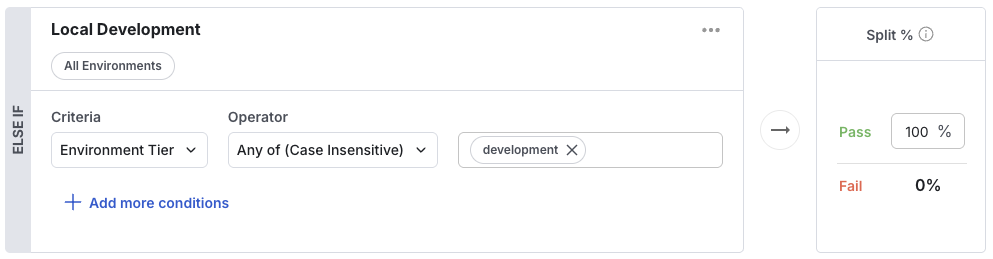 ELSE IF
Local Development
All Environments
Criteria
Operator
Environment Tier
Any of (Case Insensitive)
development
Add more conditions
Split %
Pass
100 %
Fail
0%